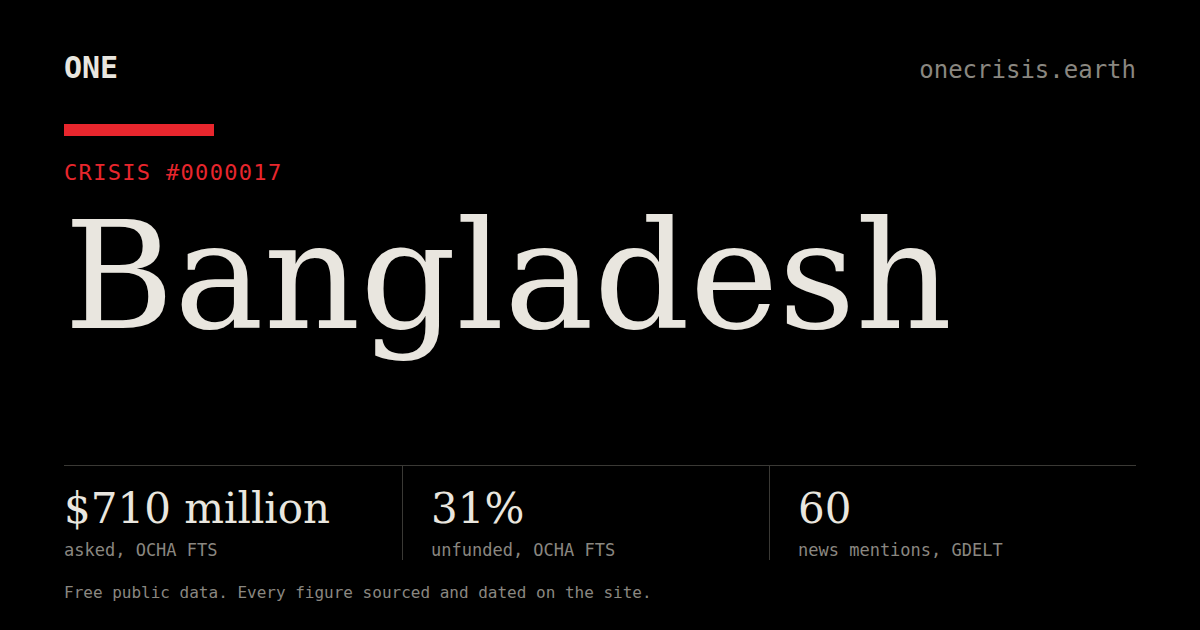 ONE
onecrisis.earth
CRISIS #0000017
Bangladesh
$710 million
asked, OCHA FTS
31%
unfunded, OCHA FTS
60
news mentions, GDELT
Free public data. Every figure sourced and dated on the site.